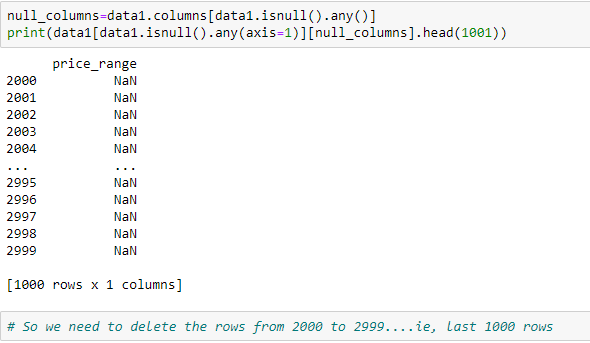 null_columns=data1.columns[data1.isnull().any()]
print(data1[data1.isnull().any(axis=1)][null_columns].head(1001))
price_range
2000 NaN
2001 NaN
2002 NaN
2003 NaN
2004 NaN
... ...
2995 NaN
2996 NaN
2997 NaN
2998 NaN
2999 NaN
[1000 rows x 1 columns]
# So we need to delete the rows from 2000 to 2999....ie, last 1000 rows